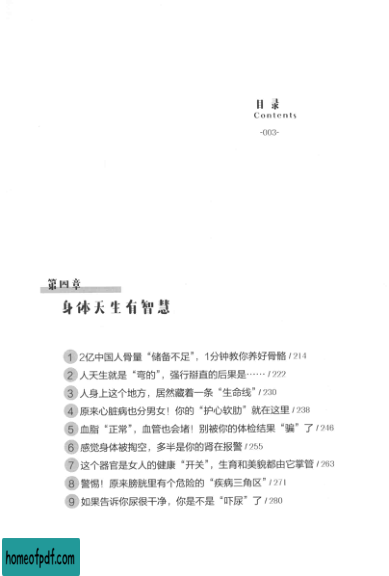 目录
Contents
-003-
第四章
身体天生有智慧
1 2亿中国人骨量“储备不足”，1分钟教你养好骨骼 / 214
2 人天生就是“弯的”，强行掰直的后果是…… / 222
3 人身上这个地方，居然藏着一条“生命线” / 230
4 原来心脏病也分男女！你的“护心软肋”就在这里 / 238
5 血脂“正常”，血管也会堵！别被你的体检结果“骗”了 / 246
6 感觉身体被掏空，多半是你的肾在报警 / 255
7 这个器官是女人的健康“开关”，生育和美貌都由它掌管 / 263
8 警惕！原来膀胱里有个危险的“疾病三角区” / 271
9 如果告诉你尿很干净，你是不是“吓尿”了 / 280
homeofpdf.com